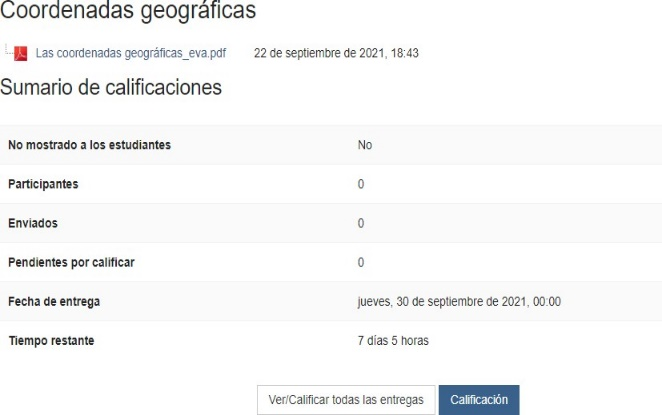 Coordenadas geográficas
Las coordenadas geográficas_eva.pdf 22 de septiembre de 2021, 18:43
Sumario de calificaciones
No mostrado a los estudiantes No
Participantes 0
Enviados 0
Pendientes por calificar 0
Fecha de entrega jueves, 30 de septiembre de 2021, 00:00
Tiempo restante 7 días 5 horas
Ver/Calificar todas las entregas Calificación